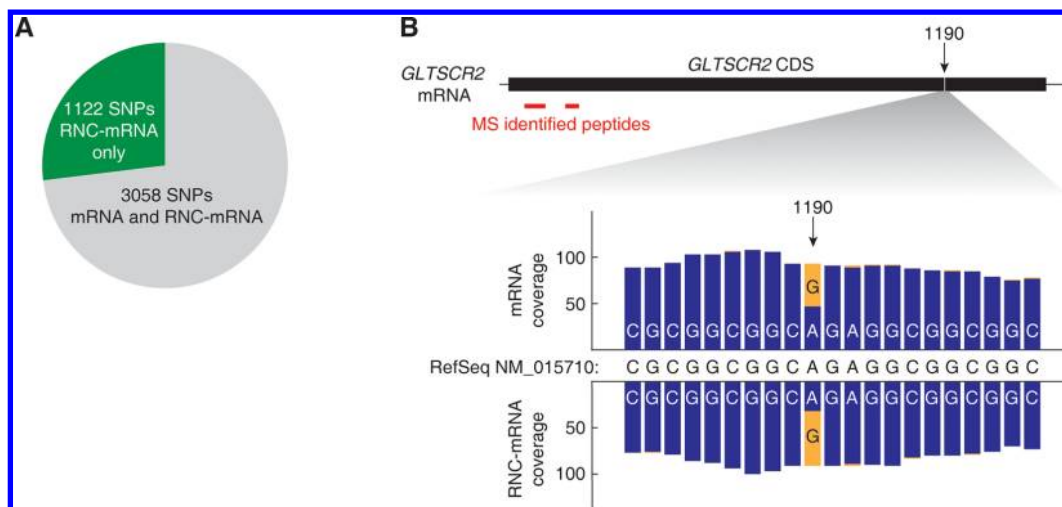 A
1122 SNPs
RNC-mRNA
only
3058 SNPs
mRNA and RNC-mRNA
B
1190
GLTSCR2
mRNA
GLTSCR2 CDS
MS identified peptides
1190
mRNA
coverage
100
50
G
C G C G G C G G C A G A G G C G G C G G C
RefSeq NM_015710: C G C G G C G G C A G A G G C G G C G G C
C G C G G C G G C A G A G G C G G C G G C
G
RNC-mRNA
coverage
50
100